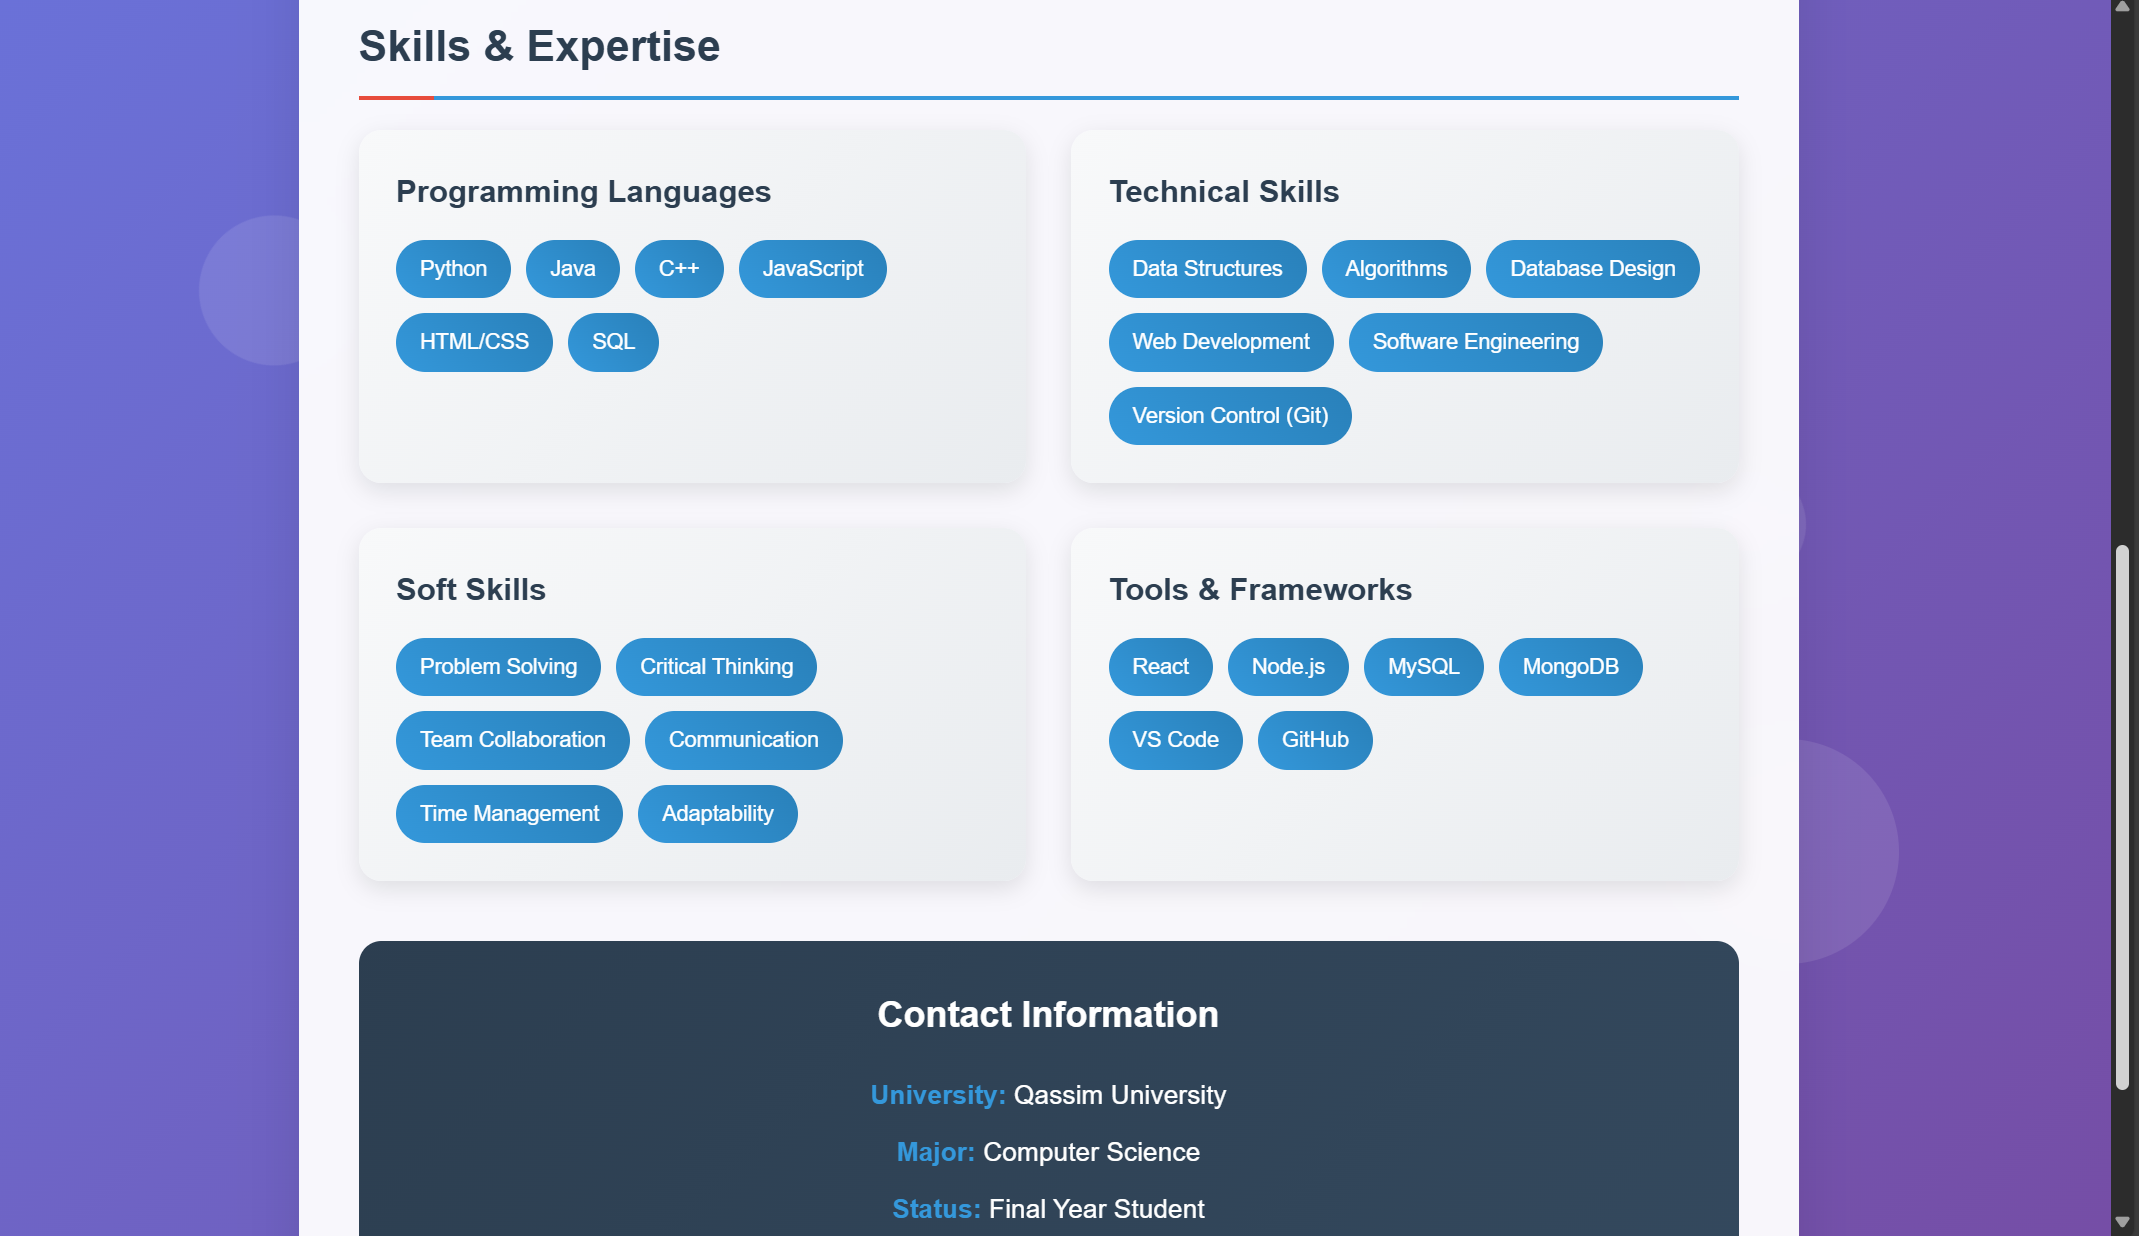 Skills & Expertise
Programming Languages
Python Java C++ JavaScript
HTML/CSS SQL
Technical Skills
Data Structures Algorithms Database Design
Web Development Software Engineering
Version Control (Git)
Soft Skills
Problem Solving Critical Thinking
Team Collaboration Communication
Time Management Adaptability
Tools & Frameworks
React Node.js MySQL MongoDB
VS Code GitHub
Contact Information
University: Qassim University
Major: Computer Science
Status: Final Year Student